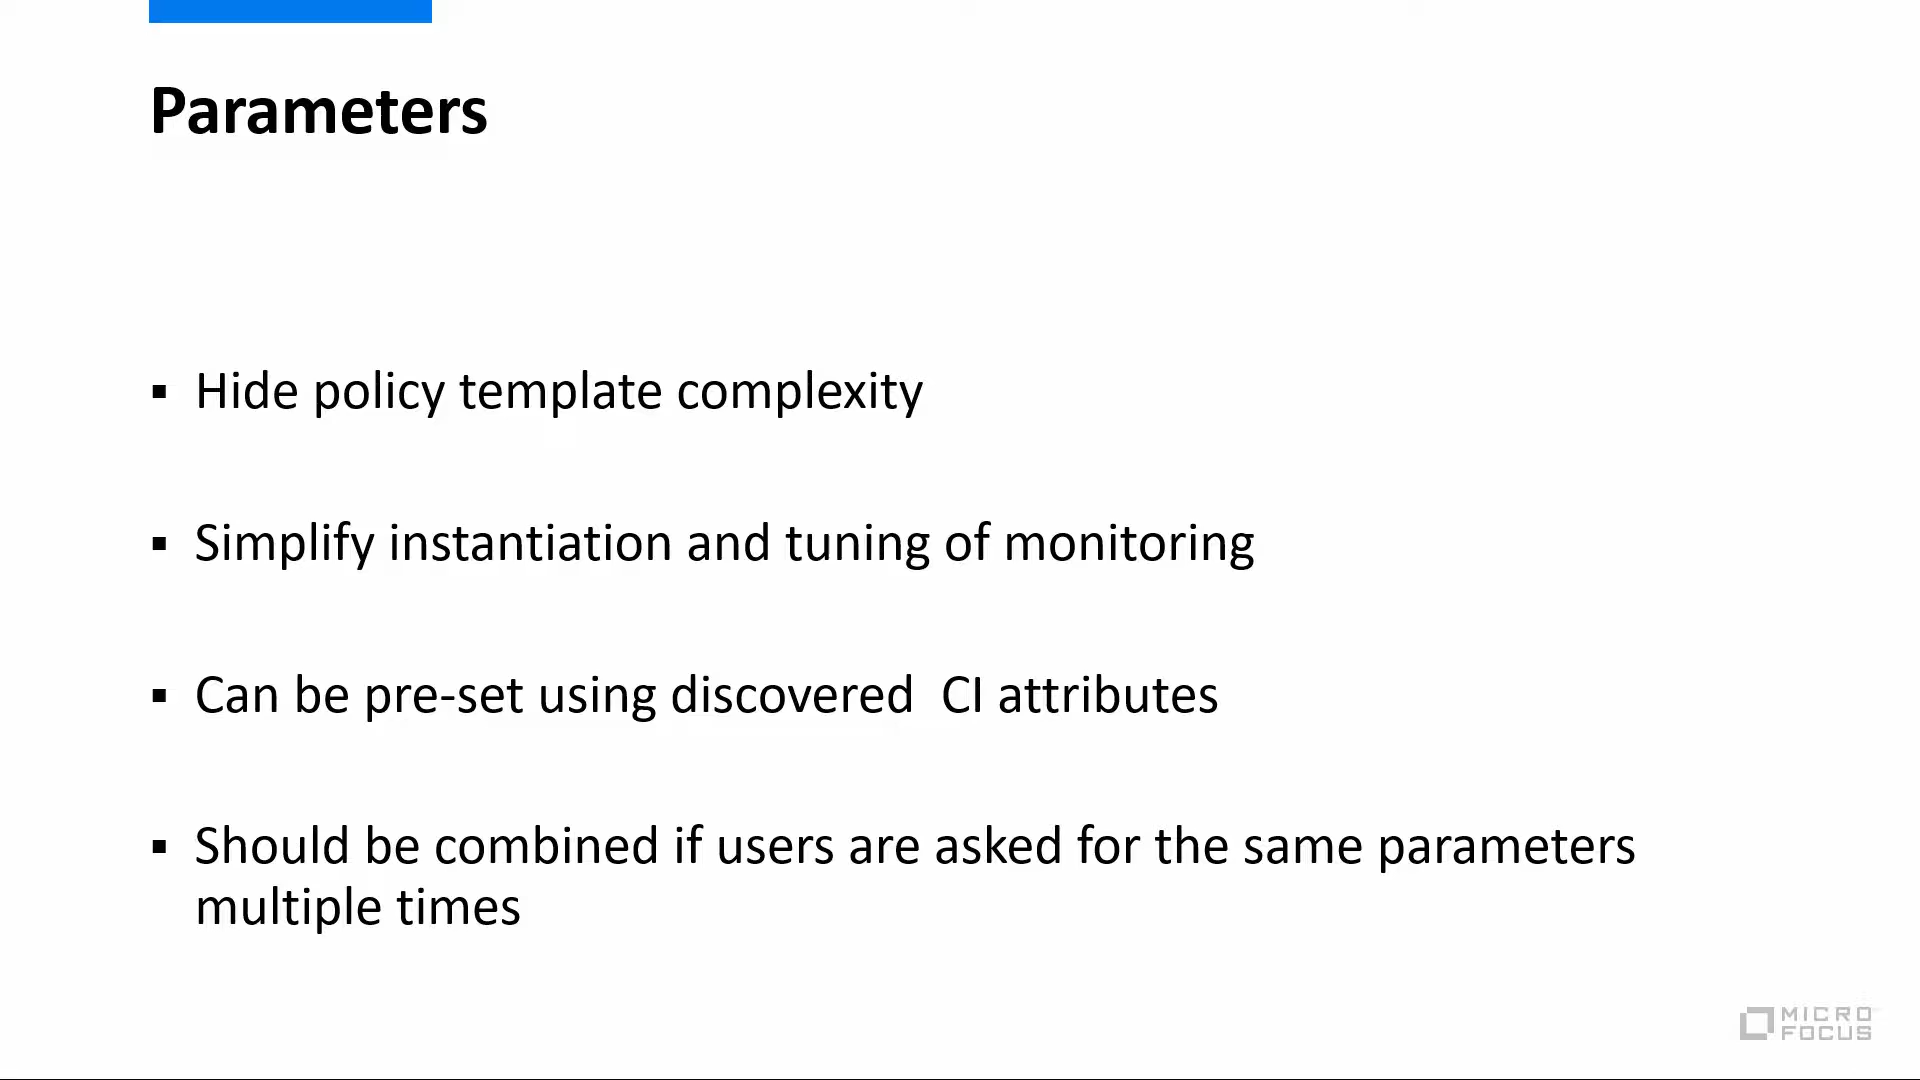 Parameters
▪ Hide policy template complexity
▪ Simplify instantiation and tuning of monitoring
▪ Can be pre-set using discovered  CI attributes
▪ Should be combined if users are asked for the same parameters
multiple times
MICRO
FOCUS